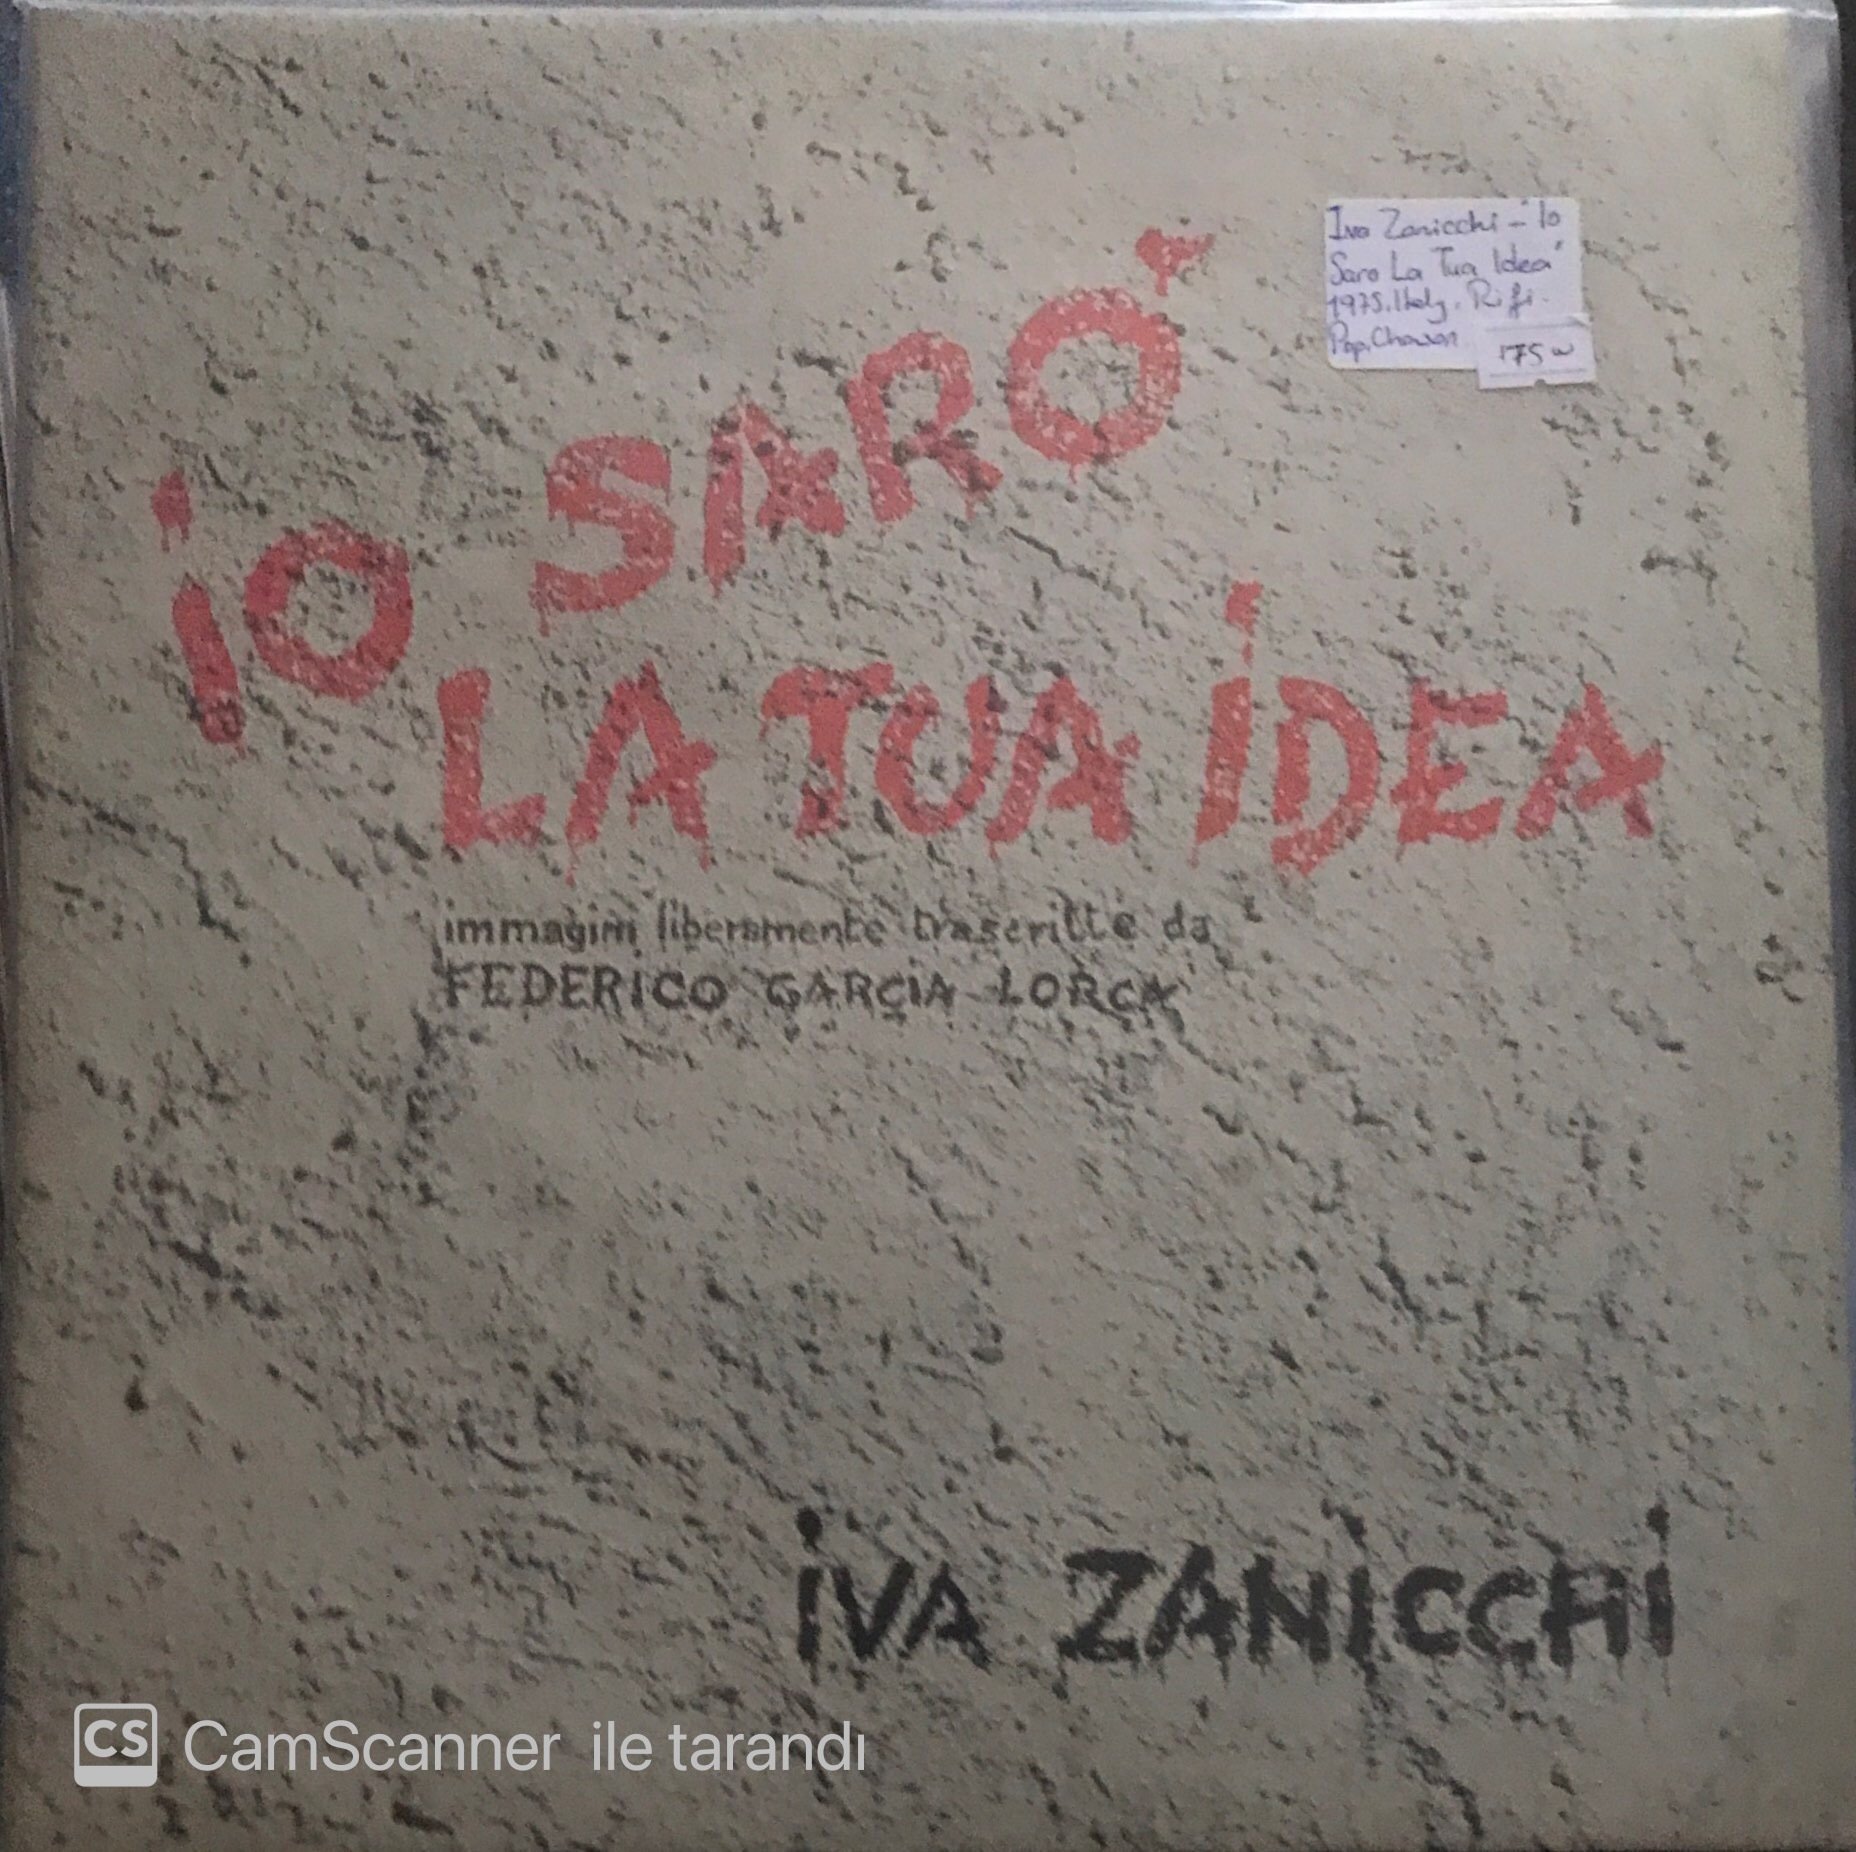 Iva Zanicchi - "Io
Saro La Tua Idea"
1975. Italy. Rifi.
Pop, Chanson
175
iO SARO'
LA TUA iDEA
immagini liberamente trascritte da
FEDERiCO GARCiA LORCA
iVA ZANiCCHi
CS CamScanner ile tarandı